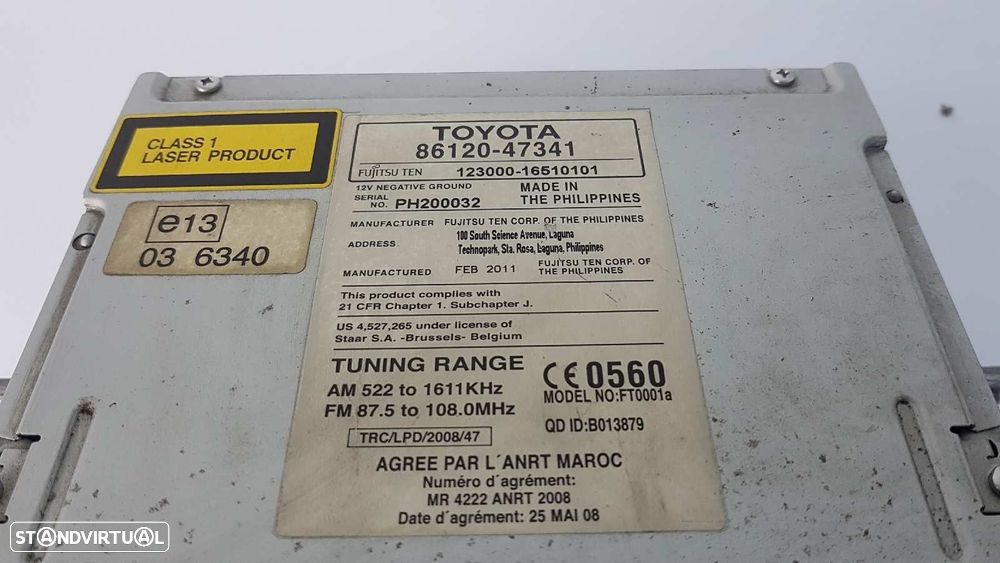 CLASS 1
LASER PRODUCT
e13
03 6340
TOYOTA
86120-47341
FUJITSU TEN 123000-16510101
12V NEGATIVE GROUND MADE IN
SERIAL NO. PH200032 THE PHILIPPINES
MANUFACTURER FUJITSU TEN CORP. OF THE PHILIPPINES
ADDRESS 100 South Science Avenue, Laguna
Technopark, Sta. Rosa, Laguna, Philippines
MANUFACTURED FEB 2011 FUJITSU TEN CORP. OF
THE PHILIPPINES
This product complies with
21 CFR Chapter 1. Subchapter J.
US 4,527,265 under license of
Staar S.A. -Brussels- Belgium
TUNING RANGE
AM 522 to 1611KHz
FM 87.5 to 108.0MHz
CE0560
MODEL NO:FT0001a
QD ID:B013879
TRC/LPD/2008/47
AGREE PAR L´ANRT MAROC
Numéro d´agrément:
MR 4222 ANRT 2008
Date d´agrément: 25 MAI 08
STANDVIRTUAL